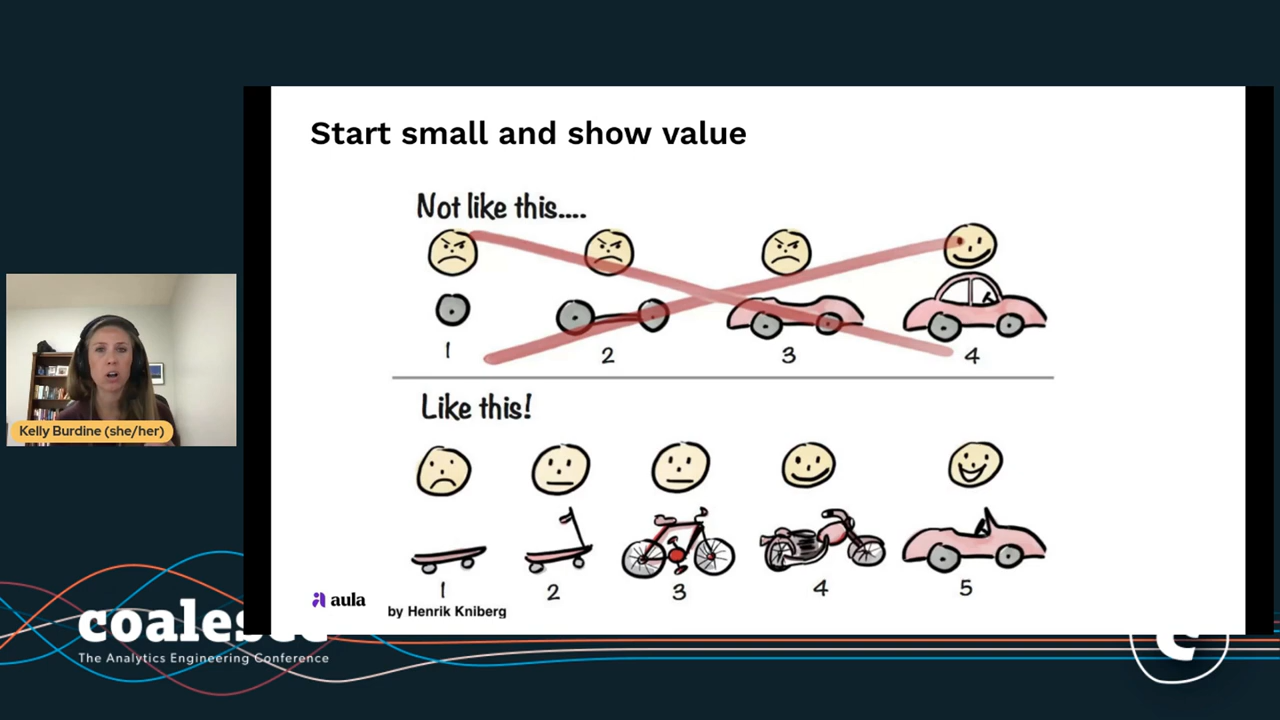 Start small and show value
Not like this....
1
2
3
4
Like this!
1
2
3
4
5
aula
by Henrik Kniberg
Kelly Burdine (she/her)
The Analytics Engineering Conference